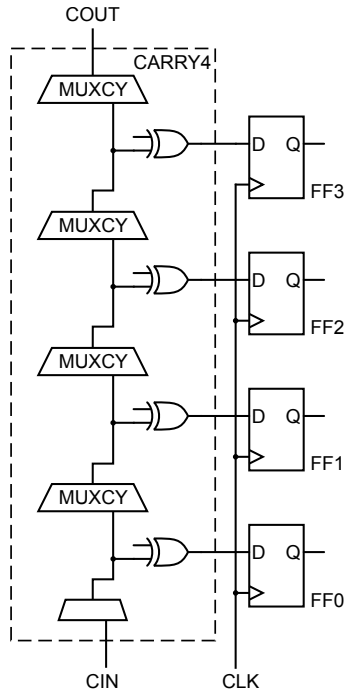 COUT
CARRY4
MUXCY
D Q
FF3
MUXCY
D Q
FF2
MUXCY
D Q
FF1
MUXCY
D Q
FF0
CIN
CLK